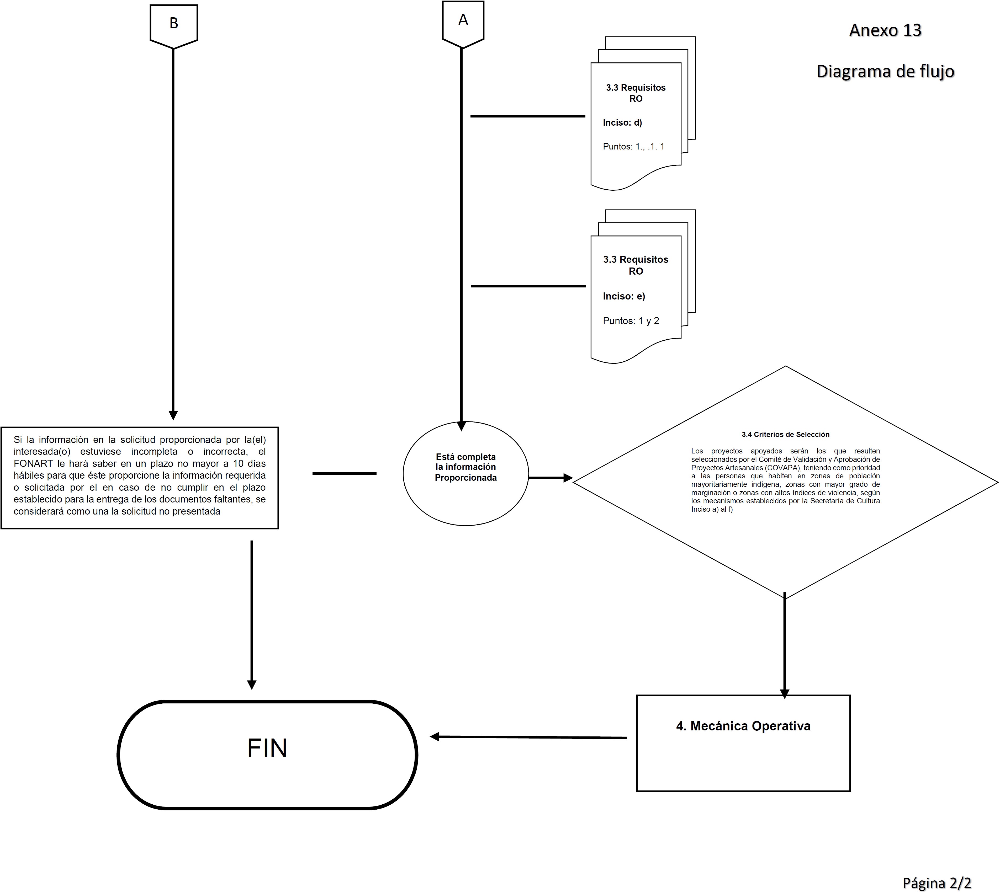 B
A
Anexo 13
Diagrama de flujo
3.3 Requisitos
RO
Inciso: d)
Puntos: 1., .1. 1
3.3 Requisitos
RO
Inciso: e)
Puntos: 1 y 2
Si la información en la solicitud proporcionada por la(el)
interesada(o) estuviese incompleta o incorrecta, el
FONART le hará saber en un plazo no mayor a 10 días
hábiles para que éste proporcione la información requerida
o solicitada por el en caso de no cumplir en el plazo
establecido para la entrega de los documentos faltantes, se
considerará como una la solicitud no presentada
Está completa
la información
Proporcionada
3.4 Criterios de Selección
Los proyectos apoyados serán los que resulten
seleccionados por el Comité de Validación y Aprobación de
Proyectos Artesanales (COVAPA), teniendo como prioridad
a las personas que habiten en zonas de población
mayoritariamente indígena, zonas con mayor grado de
marginación o zonas con altos índices de violencia, según
los mecanismos establecidos por la Secretaría de Cultura
Inciso a) al f)
4. Mecánica Operativa
FIN
Página 2/2